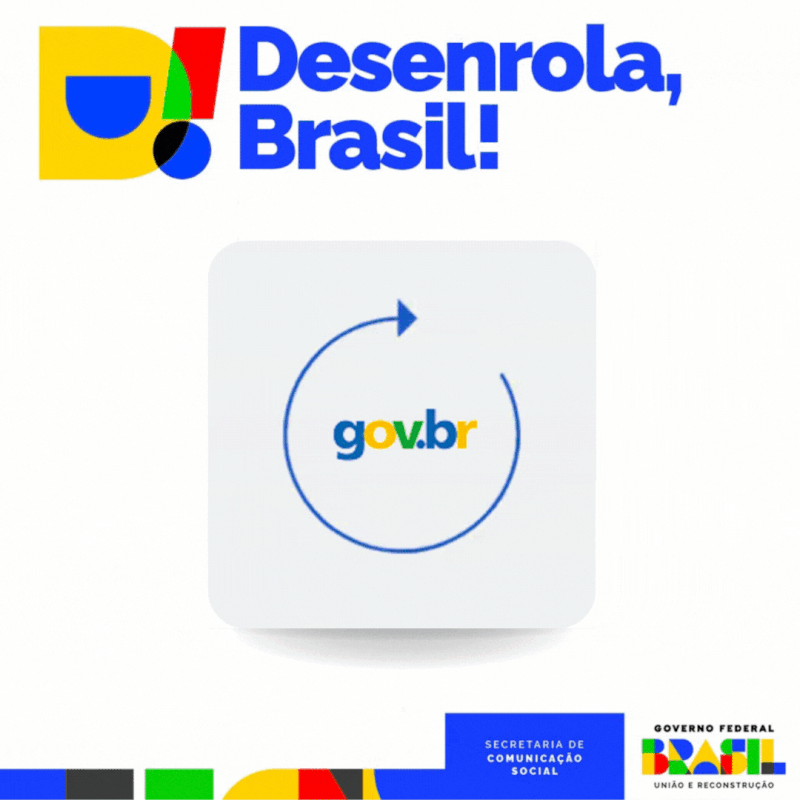 D!
Desenrola,
Brasil!
gov.br
SECRETARIA DE
COMUNICAÇÃO
SOCIAL
GOVERNO FEDERAL
BRASIL
UNIÃO E RECONSTRUÇÃO